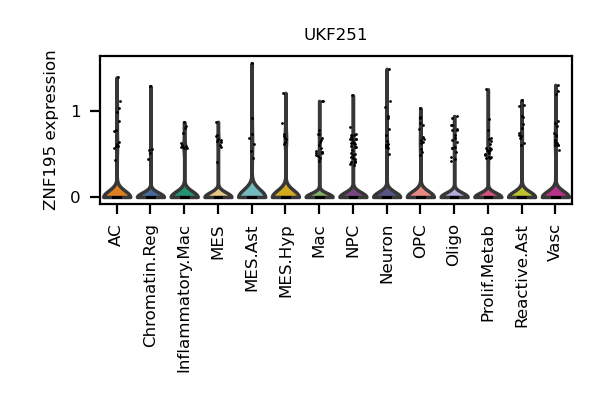 UKF251
ZNF195 expression
1
0
AC
Chromatin.Reg
Inflammatory.Mac
MES
MES.Ast
MES.Hyp
Mac
NPC
Neuron
OPC
Oligo
Prolif.Metab
Reactive.Ast
Vasc